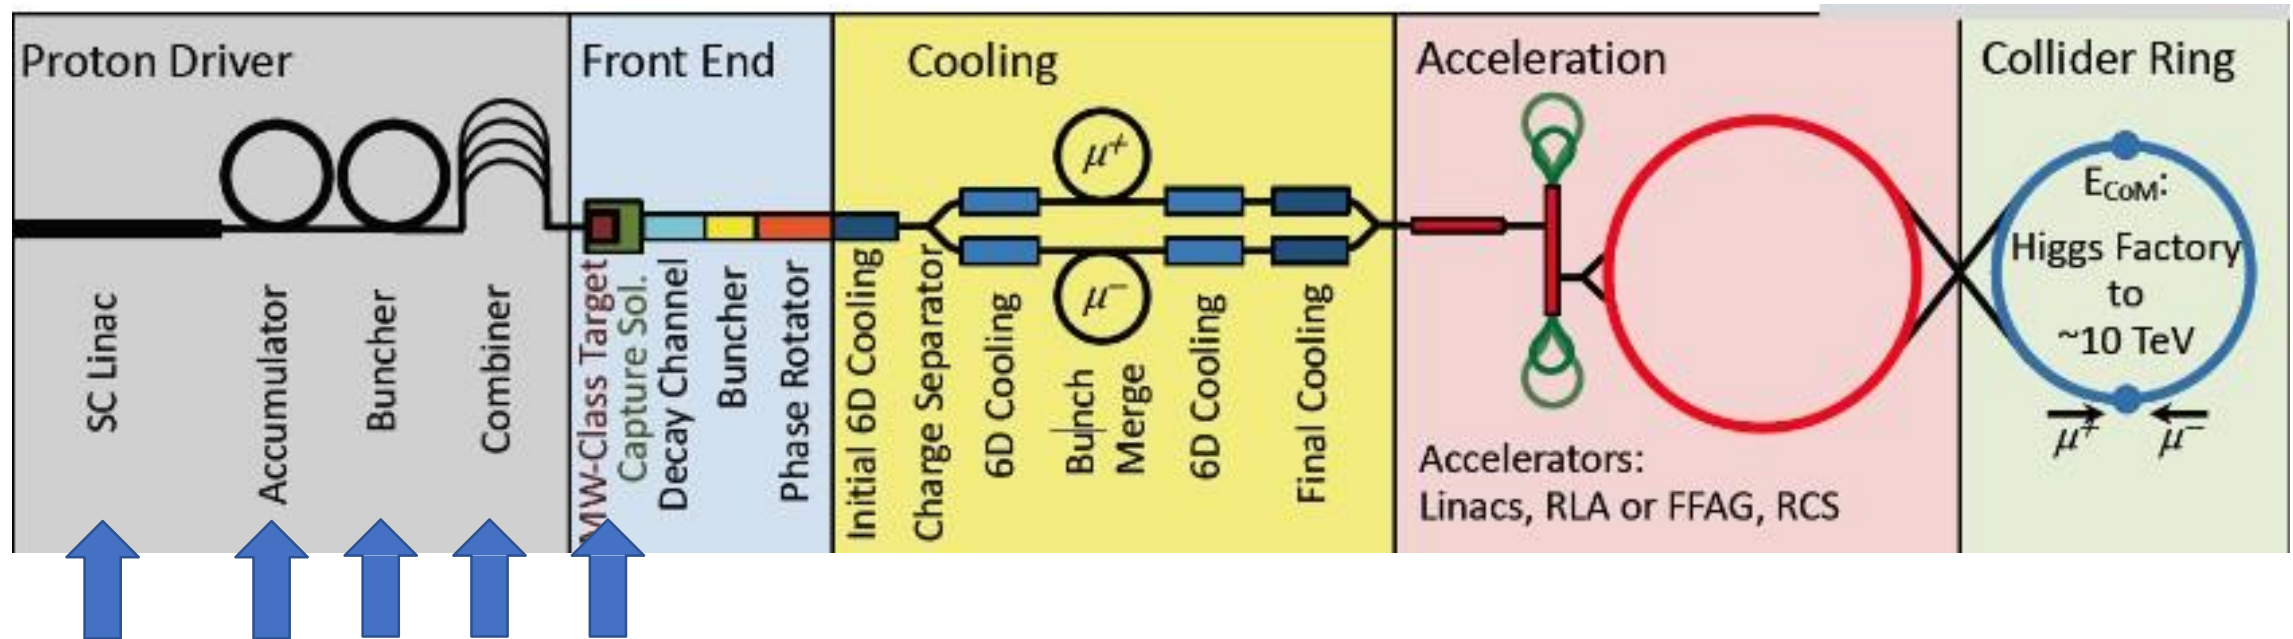 Proton Driver
SC Linac
Accumulator
Buncher
Combiner
Front End
MW-Class Target
Capture Sol.
Decay Channel
Buncher
Phase Rotator
Cooling
μ+
μ−
Initial 6D Cooling
Charge Separator
6D Cooling
Bunch
Merge
6D Cooling
Final Cooling
Acceleration
Accelerators:
Linacs, RLA or FFAG, RCS
Collider Ring
ECoM:
Higgs Factory
to
~10 TeV
μ+ μ−